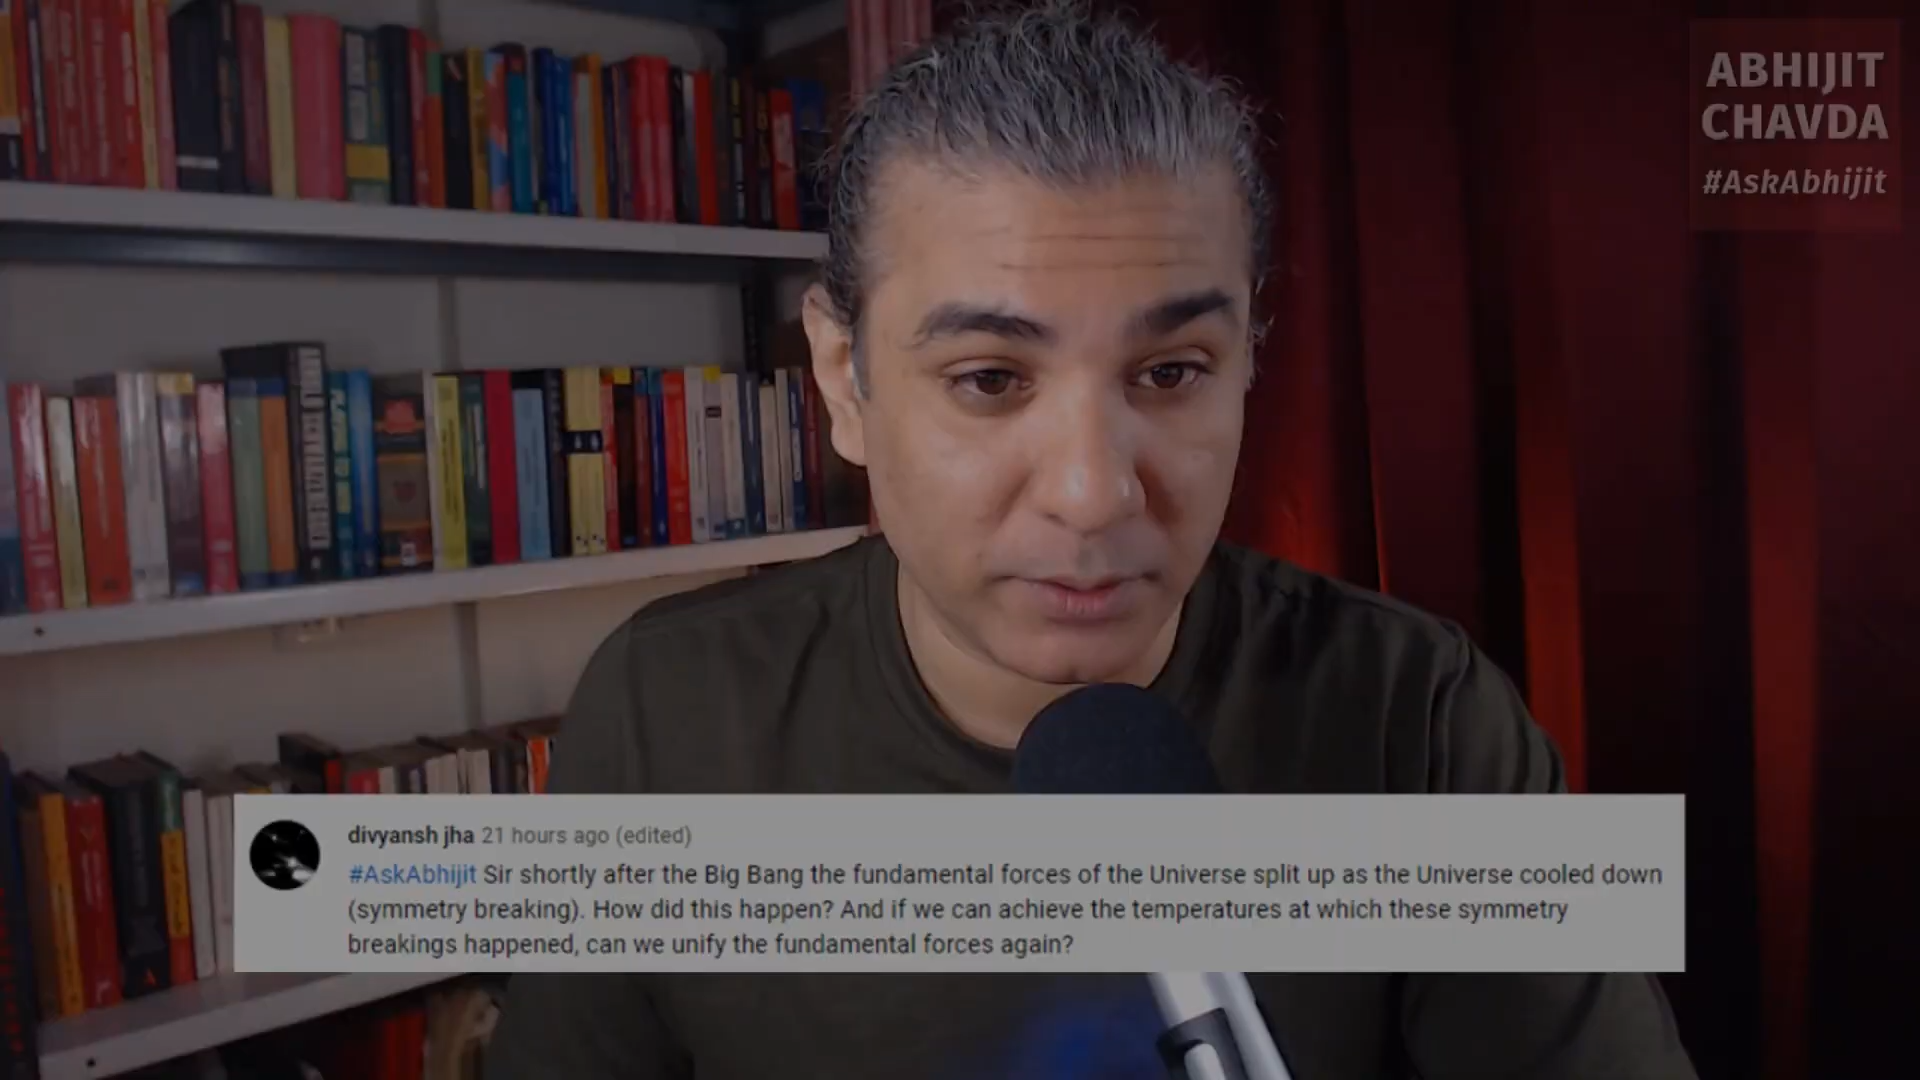 ABHIJIT
CHAVDA
#AskAbhijit
divyansh jha 21 hours ago (edited)
#AskAbhijit Sir shortly after the Big Bang the fundamental forces of the Universe split up as the Universe cooled down
(symmetry breaking). How did this happen? And if we can achieve the temperatures at which these symmetry
breakings happened, can we unify the fundamental forces again?